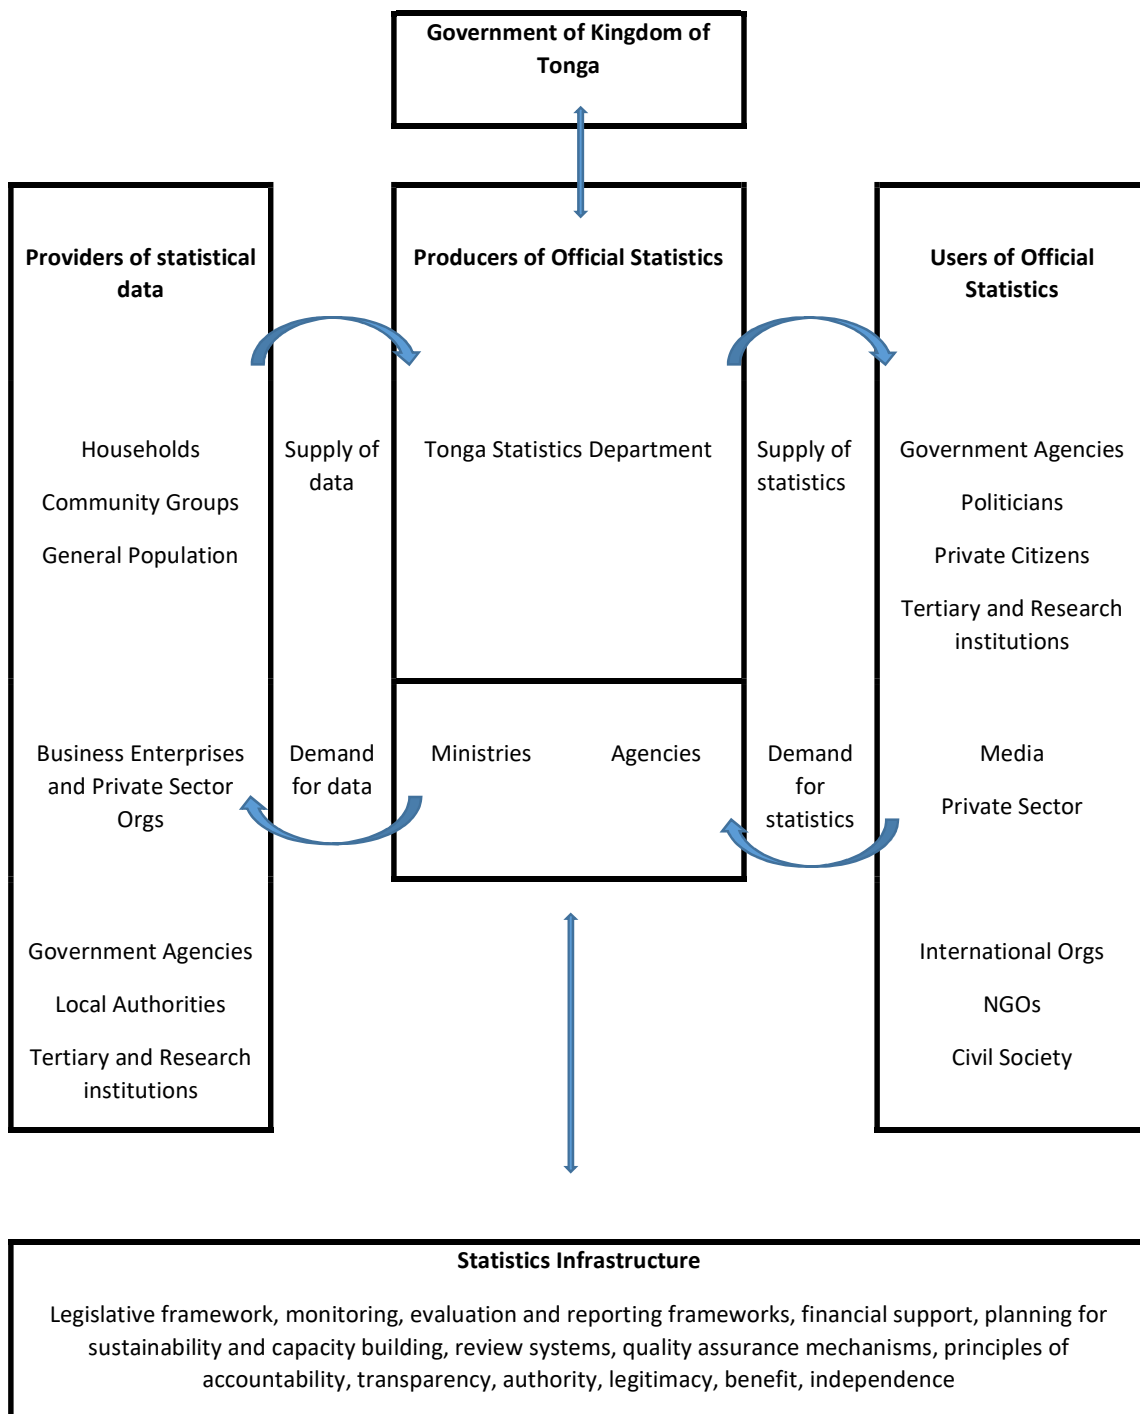 Government of Kingdom of
Tonga
Providers of statistical
data
Producers of Official Statistics
Users of Official
Statistics
Households
Community Groups
General Population
Supply of
data
Tonga Statistics Department
Supply of
statistics
Government Agencies
Politicians
Private Citizens
Tertiary and Research
institutions
Business Enterprises
and Private Sector
Orgs
Demand
for data
Ministries
Agencies
Demand
for
statistics
Media
Private Sector
Government Agencies
Local Authorities
Tertiary and Research
institutions
International Orgs
NGOs
Civil Society
Statistics Infrastructure
Legislative framework, monitoring, evaluation and reporting frameworks, financial support, planning for
sustainability and capacity building, review systems, quality assurance mechanisms, principles of
accountability, transparency, authority, legitimacy, benefit, independence